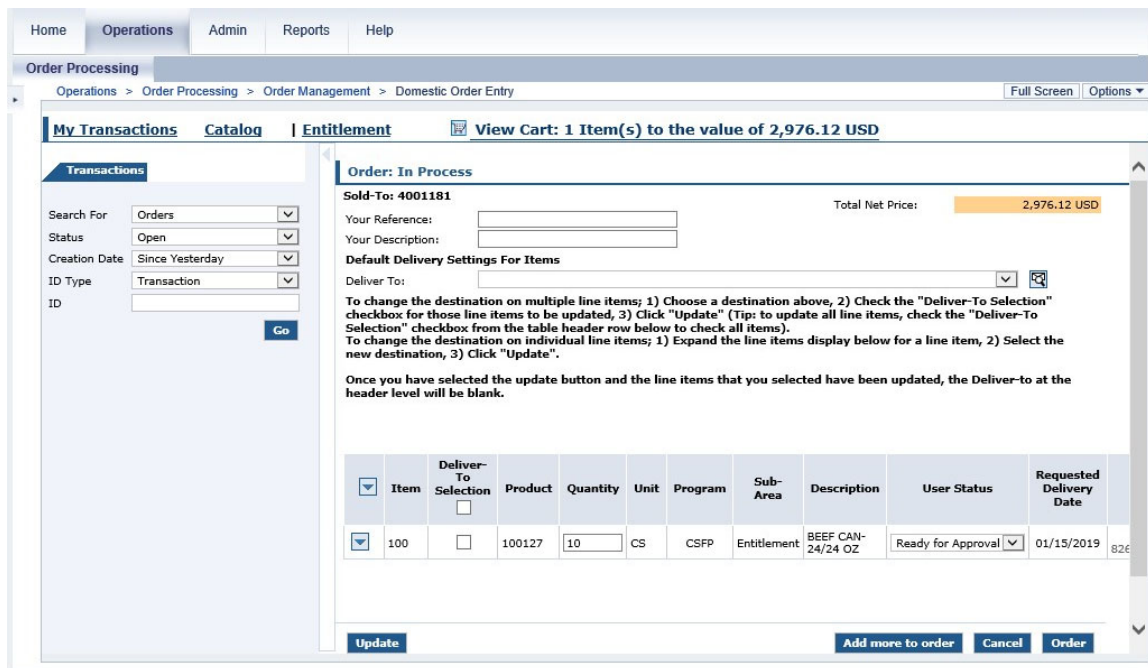 Home Operations Admin Reports Help
Order Processing
Operations > Order Processing > Order Management > Domestic Order Entry Full Screen Options
My Transactions Catalog | Entitlement View Cart: 1 Item(s) to the value of 2,976.12 USD
Transactions
Search For Orders
Status Open
Creation Date Since Yesterday
ID Type Transaction
ID
Go
Order: In Process
Sold-To: 4001181
Total Net Price: 2,976.12 USD
Your Reference:
Your Description:
Default Delivery Settings For Items
Deliver To:
To change the destination on multiple line items; 1) Choose a destination above, 2) Check the "Deliver-To Selection"
checkbox for those line items to be updated, 3) Click "Update" (Tip: to update all line items, check the "Deliver-To
Selection" checkbox from the table header row below to check all items).
To change the destination on individual line items; 1) Expand the line items display below for a line item, 2) Select the
new destination, 3) Click "Update".
Once you have selected the update button and the line items that you selected have been updated, the Deliver-to at the
header level will be blank.
Item Deliver-To Selection Product Quantity Unit Program Sub-Area Description User Status Requested Delivery Date
100 100127 10 CS CSFP Entitlement BEEF CAN-24/24 OZ Ready for Approval 01/15/2019 826
Update Add more to order Cancel Order